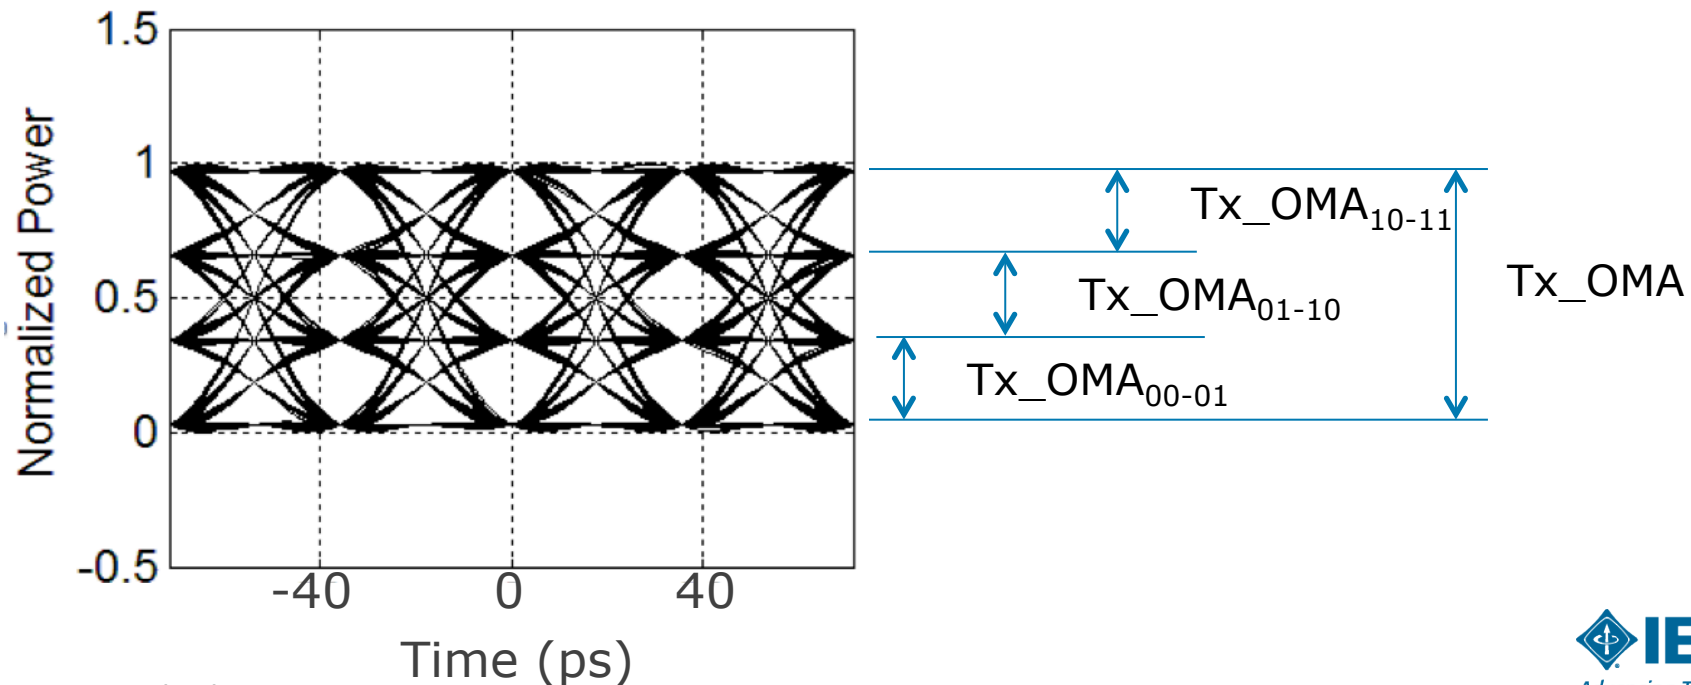 1.5
1
0.5
0
-0.5
Normalized Power
-40
0
40
Time (ps)
Tx_OMA10-11
Tx_OMA01-10
Tx_OMA00-01
Tx_OMA